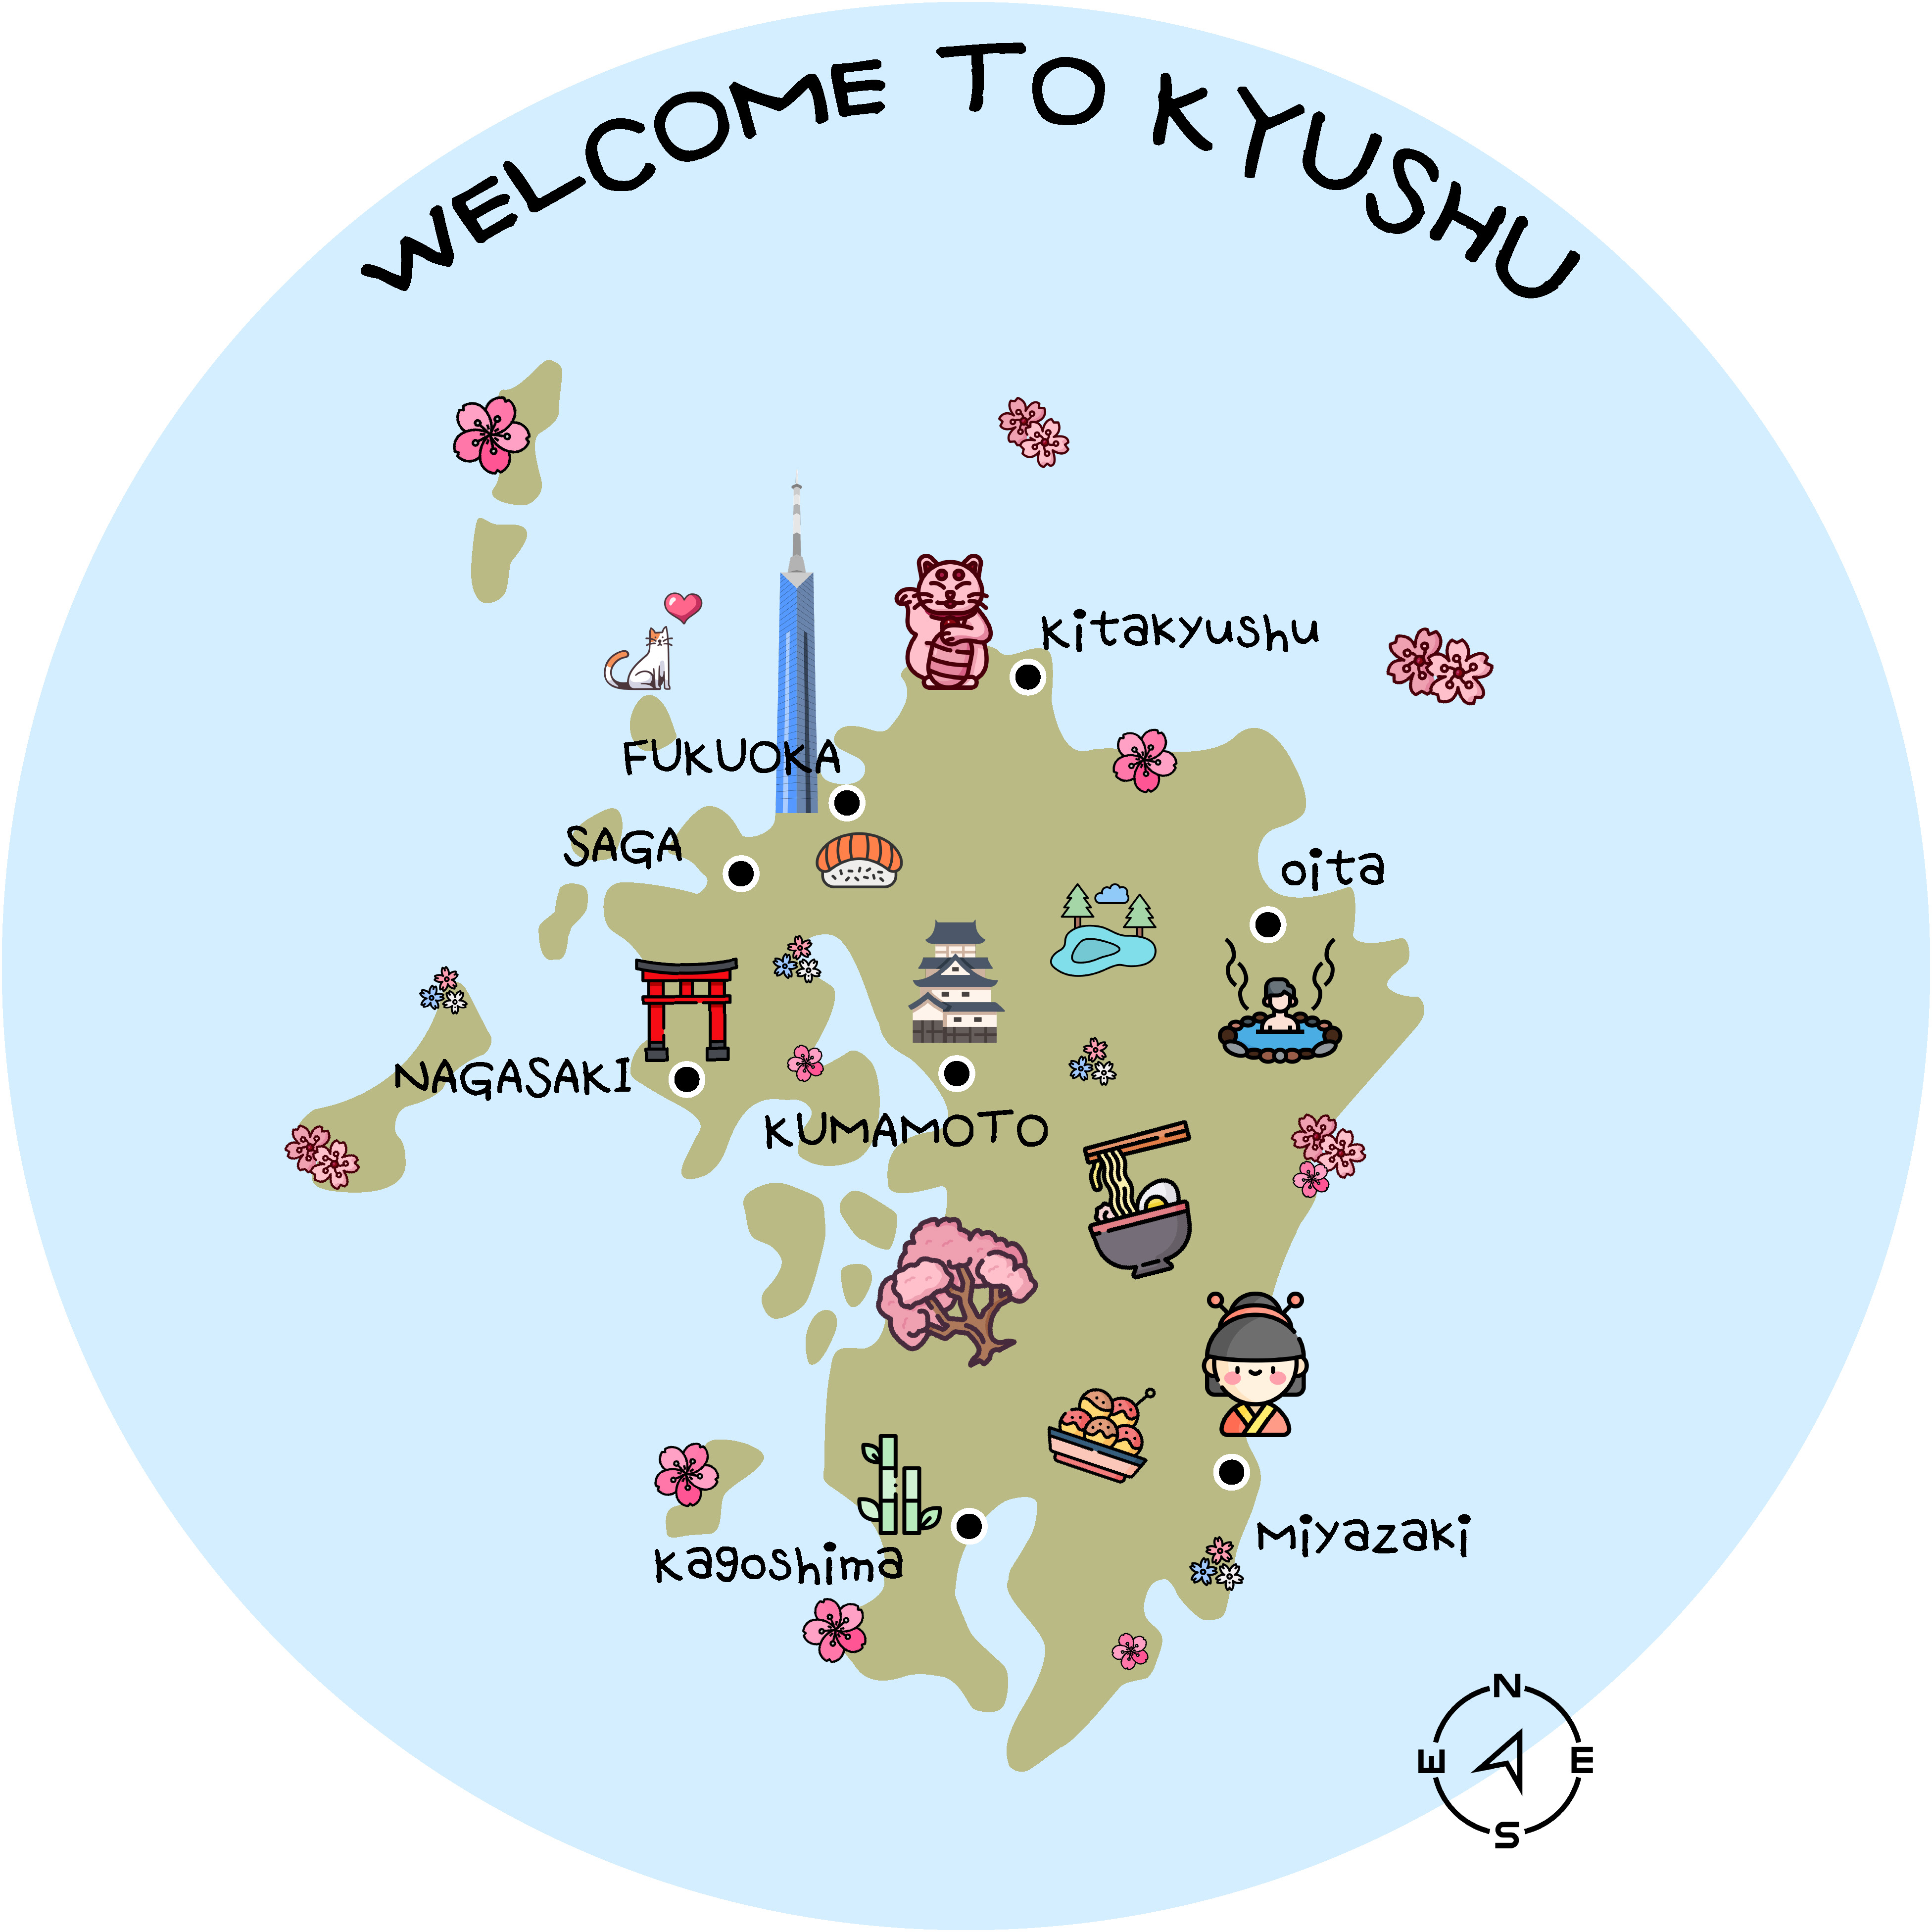 WELCOME TO KYUSHU
kitakyushu
FUKUOKA
SAGA
oita
NAGASAKI
KUMAMOTO
miyazaki
kagoshima
N
E E
S